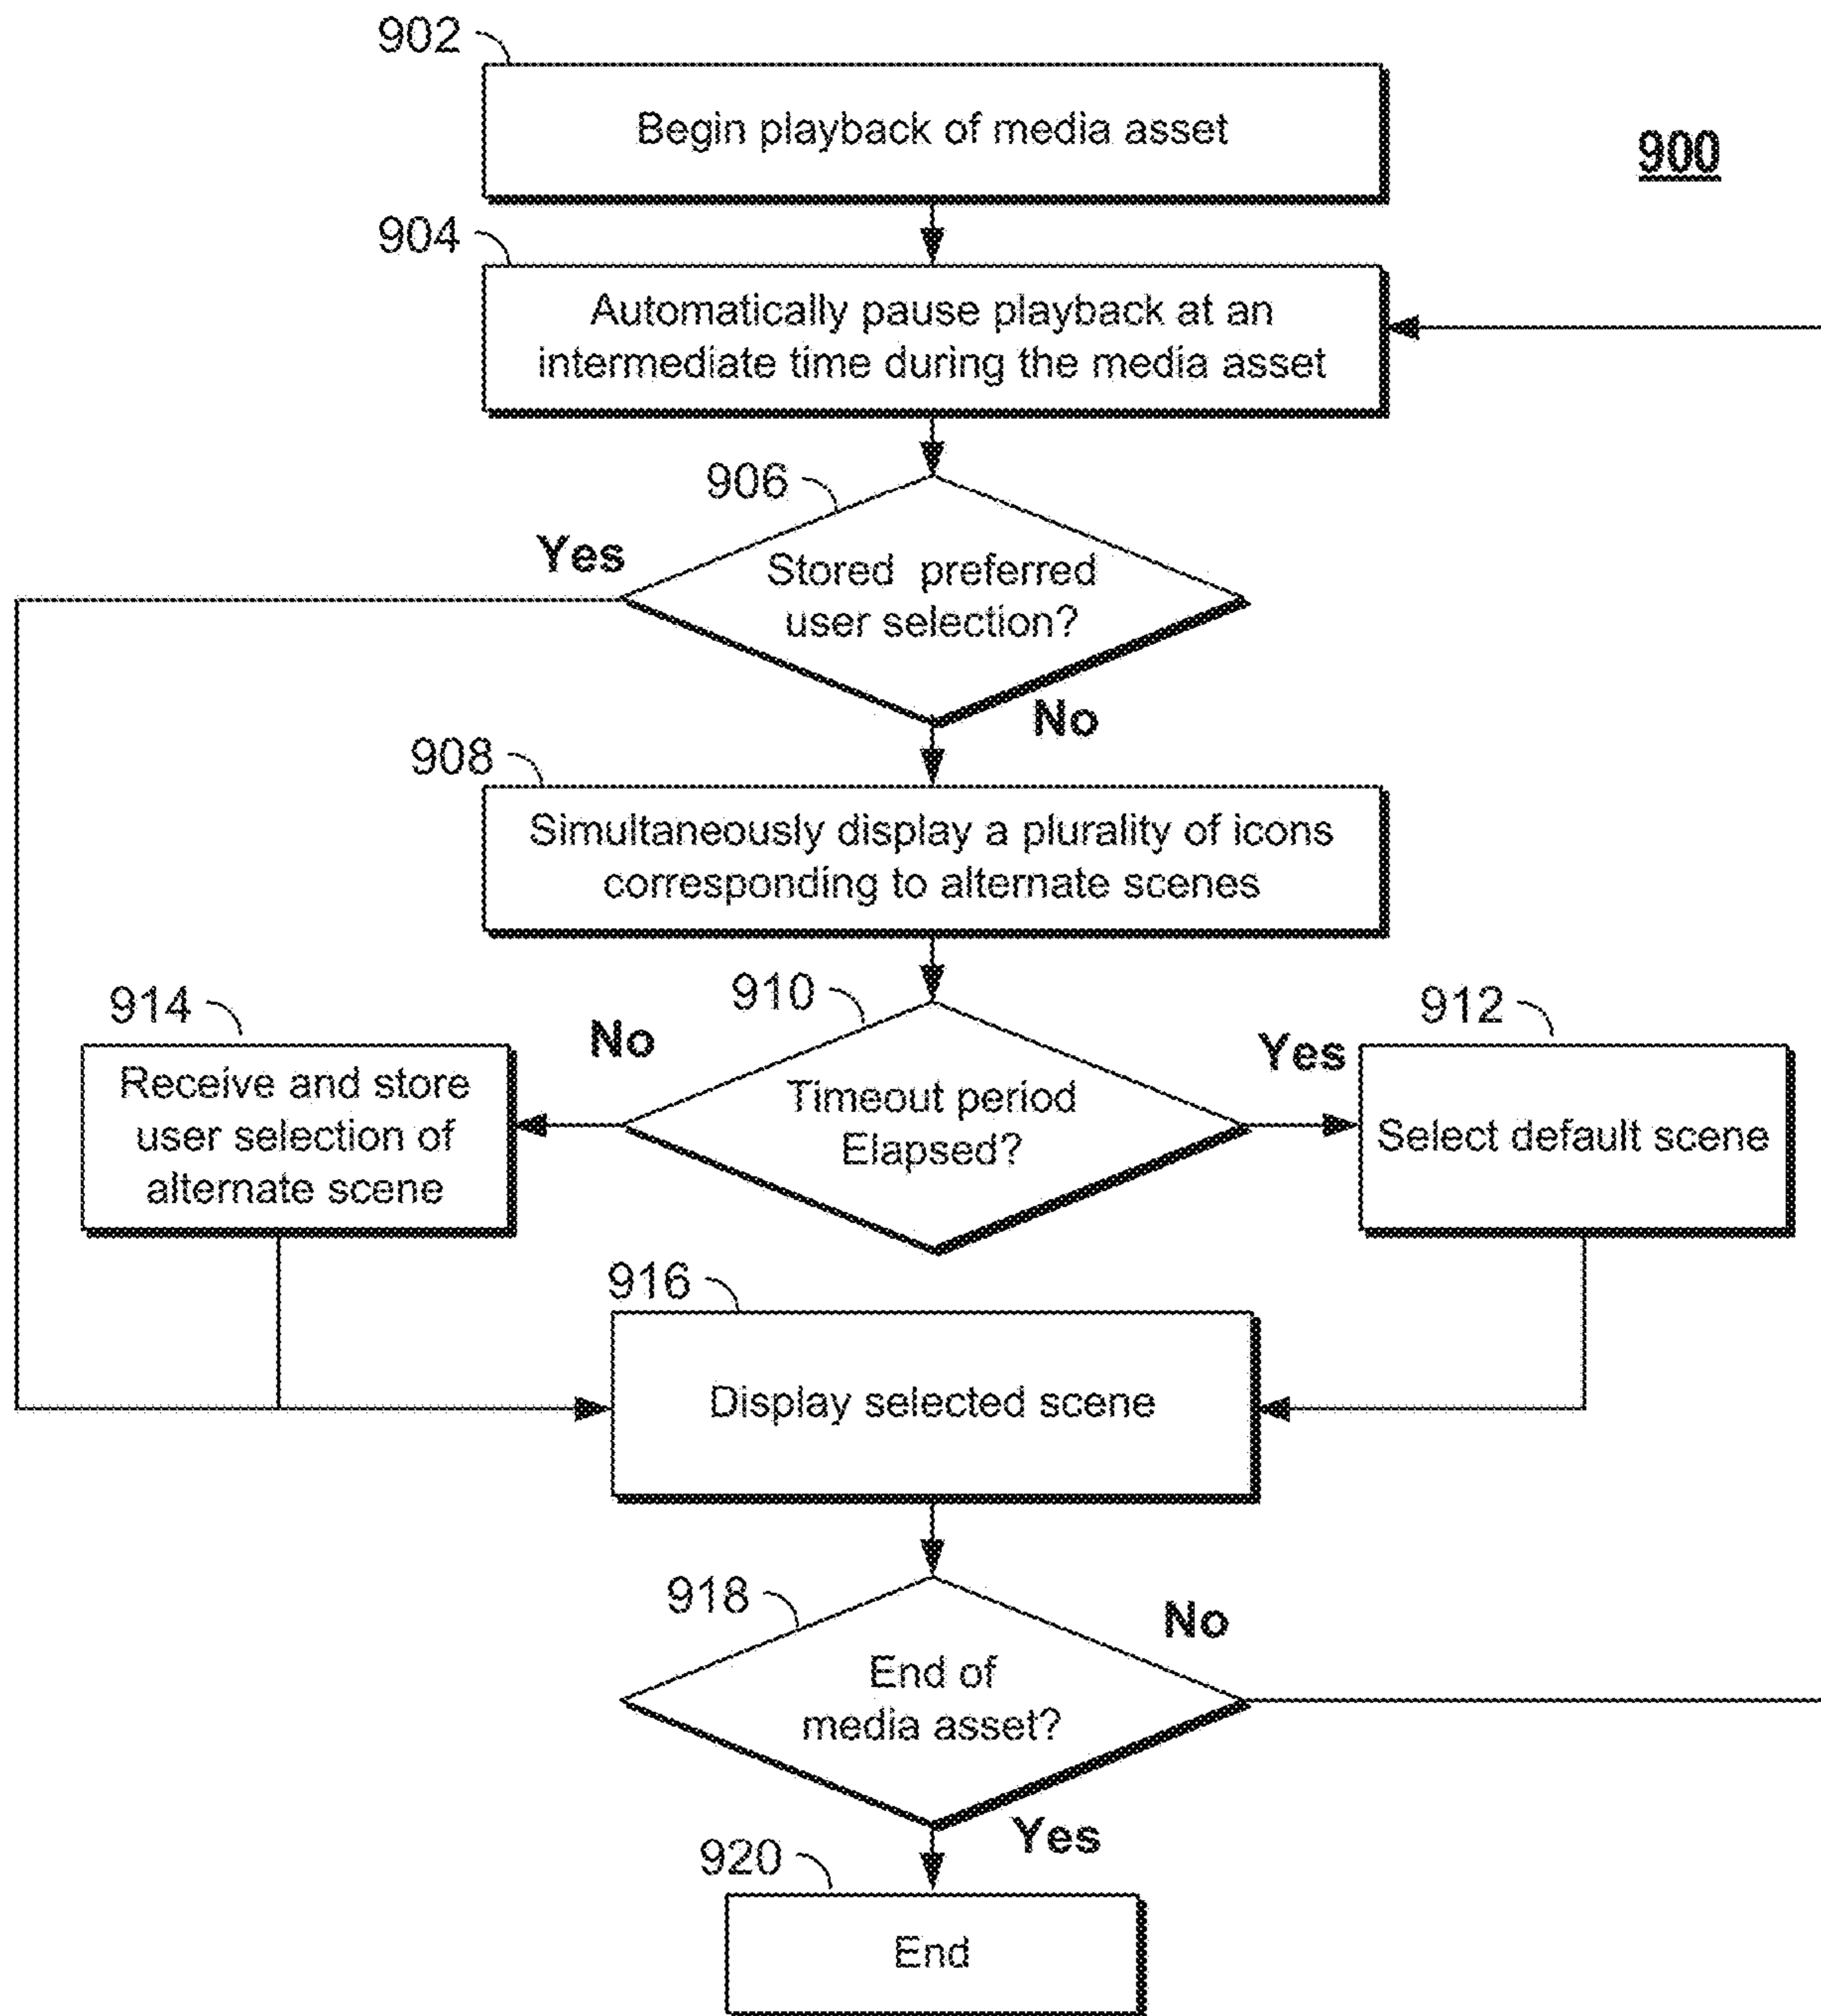 902
Begin playback of media asset
900
904
Automatically pause playback at an
intermediate time during the media asset
906
Yes
Stored preferred
user selection?
No
908
Simultaneously display a plurality of icons
corresponding to alternate scenes
910
914
No
Receive and store
user selection of
alternate scene
Timeout period
Elapsed?
Yes
912
Select default scene
916
Display selected scene
918
No
End of
media asset?
Yes
920
End